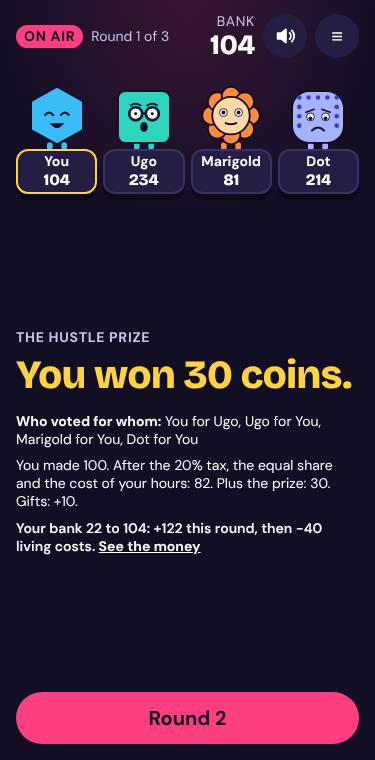 ON AIR Round 1 of 3
BANK
104
You
104
Ugo
234
Marigold
81
Dot
214
THE HUSTLE PRIZE
You won 30 coins.
Who voted for whom: You for Ugo, Ugo for You,
Marigold for You, Dot for You
You made 100. After the 20% tax, the equal share
and the cost of your hours: 82. Plus the prize: 30.
Gifts: +10.
Your bank 22 to 104: +122 this round, then −40
living costs. See the money
Round 2